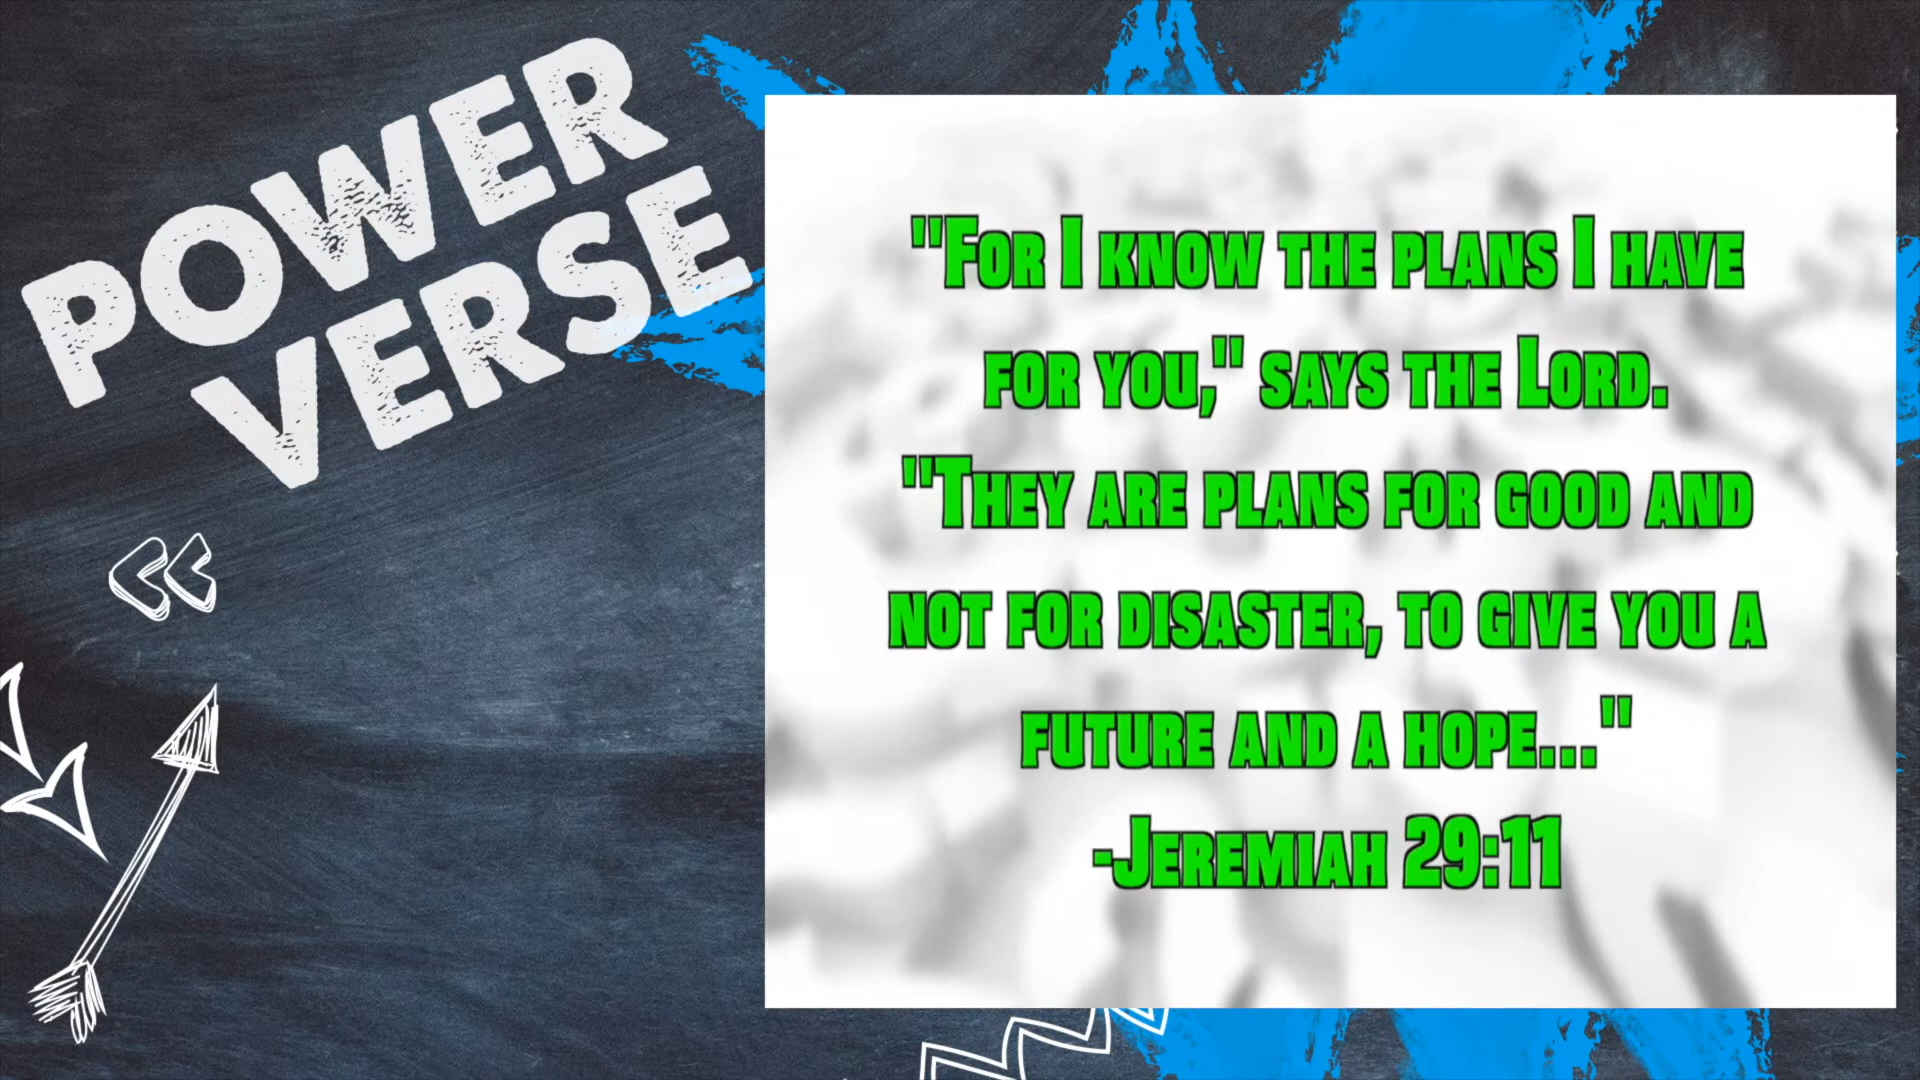 POWER
VERSE
"For I know the plans I have
for you," says the Lord.
"They are plans for good and
not for disaster, to give you a
future and a hope..."
-Jeremiah 29:11